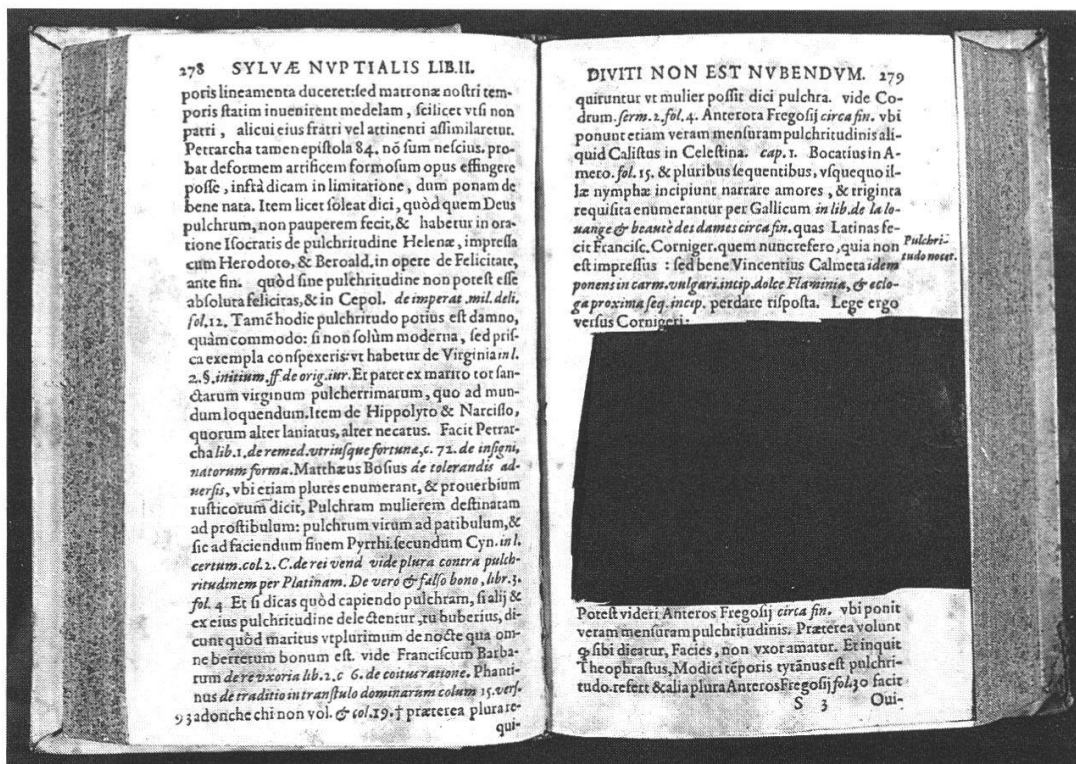 278 SYLVÆ NVPTIALIS LIB.II.
poris lineamenta duceret:sed matronæ nostri tem-
poris statim inuenirent medelam, scilicet vt si non
patri, alicui eius fratri vel attinenti assimilaretur.
Petrarcha tamen epistola 84. nō sum nescius. pro-
bat deformem artificem formosum opus effingere
posse, infrà dicam in limitatione, dum ponam de
bene nata. Item licet soleat dici, quòd quem Deus
pulchrum, non pauperem fecit, & habetur in ora-
tione Isocratis de pulchritudine Helenæ, impressa
cum Herodoto, & Beroald. in opere de Felicitate,
ante fin. quòd sine pulchritudine non potest esse
absoluta felicitas, & in Cepol. de imperat. mil. deli.
fol.12. Tamē hodie pulchritudo potius est damno,
quàm commodo: si non solùm moderna, sed pris-
ca exempla conspexeris: vt habetur de Virginia in l.
2.§.initium.ff.de orig.iur. Et pater ex marito tot san-
ctarum virginum pulcherrimarum, quo ad mun-
dum loquendum. Item de Hippolyto & Narcisso,
quorum alter laniatus, alter necatus. Facit Petrar-
cha lib.1.de remed.vtriusque fortunæ, c. 72. de insigni,
natorum forma. Matthæus Bosius de tolerandis ad-
uersis, vbi etiam plures enumerant, & prouerbium
rusticorum dicit, Pulchram mulierem destinatam
ad prostibulum: pulchrum virum ad patibulum, &
sic ad faciendum finem Pyrrhi. secundum Cyn. in l.
certum.col.2. C.de rei vend vide plura contra pulch-
ritudinem per Platinam. De vero & falso bono, libr.3.
fol. 4 Et si dicas quòd capiendo pulchram, si alij &
ex eius pulchritudine delectentur, tu huberius, di-
cunt quòd maritus vt plurimum de nocte qua om-
ne berretum bonum est. vide Franciscum Barba-
rum de re vxoria lib.2.c 6. de coitus ratione. Phanti-
nus de traditio in transtulo dominarum colum 15. vers.
93 adonche chi non vol. & col.19.† præterea plura re-
qui-
DIVITI NON EST NVBENDVM. 279
quiruntur vt mulier possit dici pulchra. vide Co-
drum. serm.2.fol.4. Anterota Fregosij circa fin. vbi
ponunt etiam veram mensuram pulchritudinis ali-
quid Calistus in Celestina. cap.1. Bocatius in A-
meto. fol.15. & pluribus sequentibus, vsquequo il-
læ nymphæ incipiunt narrare amores, & triginta
requisita enumerantur per Gallicum in lib.de la lo-
uange & beautè des dames circa fin. quas Latinas fe-
cit Francisc. Corniger. quem nunc refero, quia non
est impressus: sed bene Vincentius Calmeta idem
ponens in carm.vulgari.incip.dolce Flaminia, & eclo-
ga proxima seq.incip. perdare risposta. Lege ergo
versus Cornigeri:
Pulchri-
tudo nocet.
Potest videri Anteros Fregosij circa fin. vbi ponit
veram mensuram pulchritudinis. Præterea volunt
ꝙ sibi dicatur, Facies, non vxor amatur. Et inquit
Theophrastus, Modici tēporis tyrānus est pulchri-
tudo. refert & alia plura Anteros Fregosij fol.30 facit
S 3 Qui-